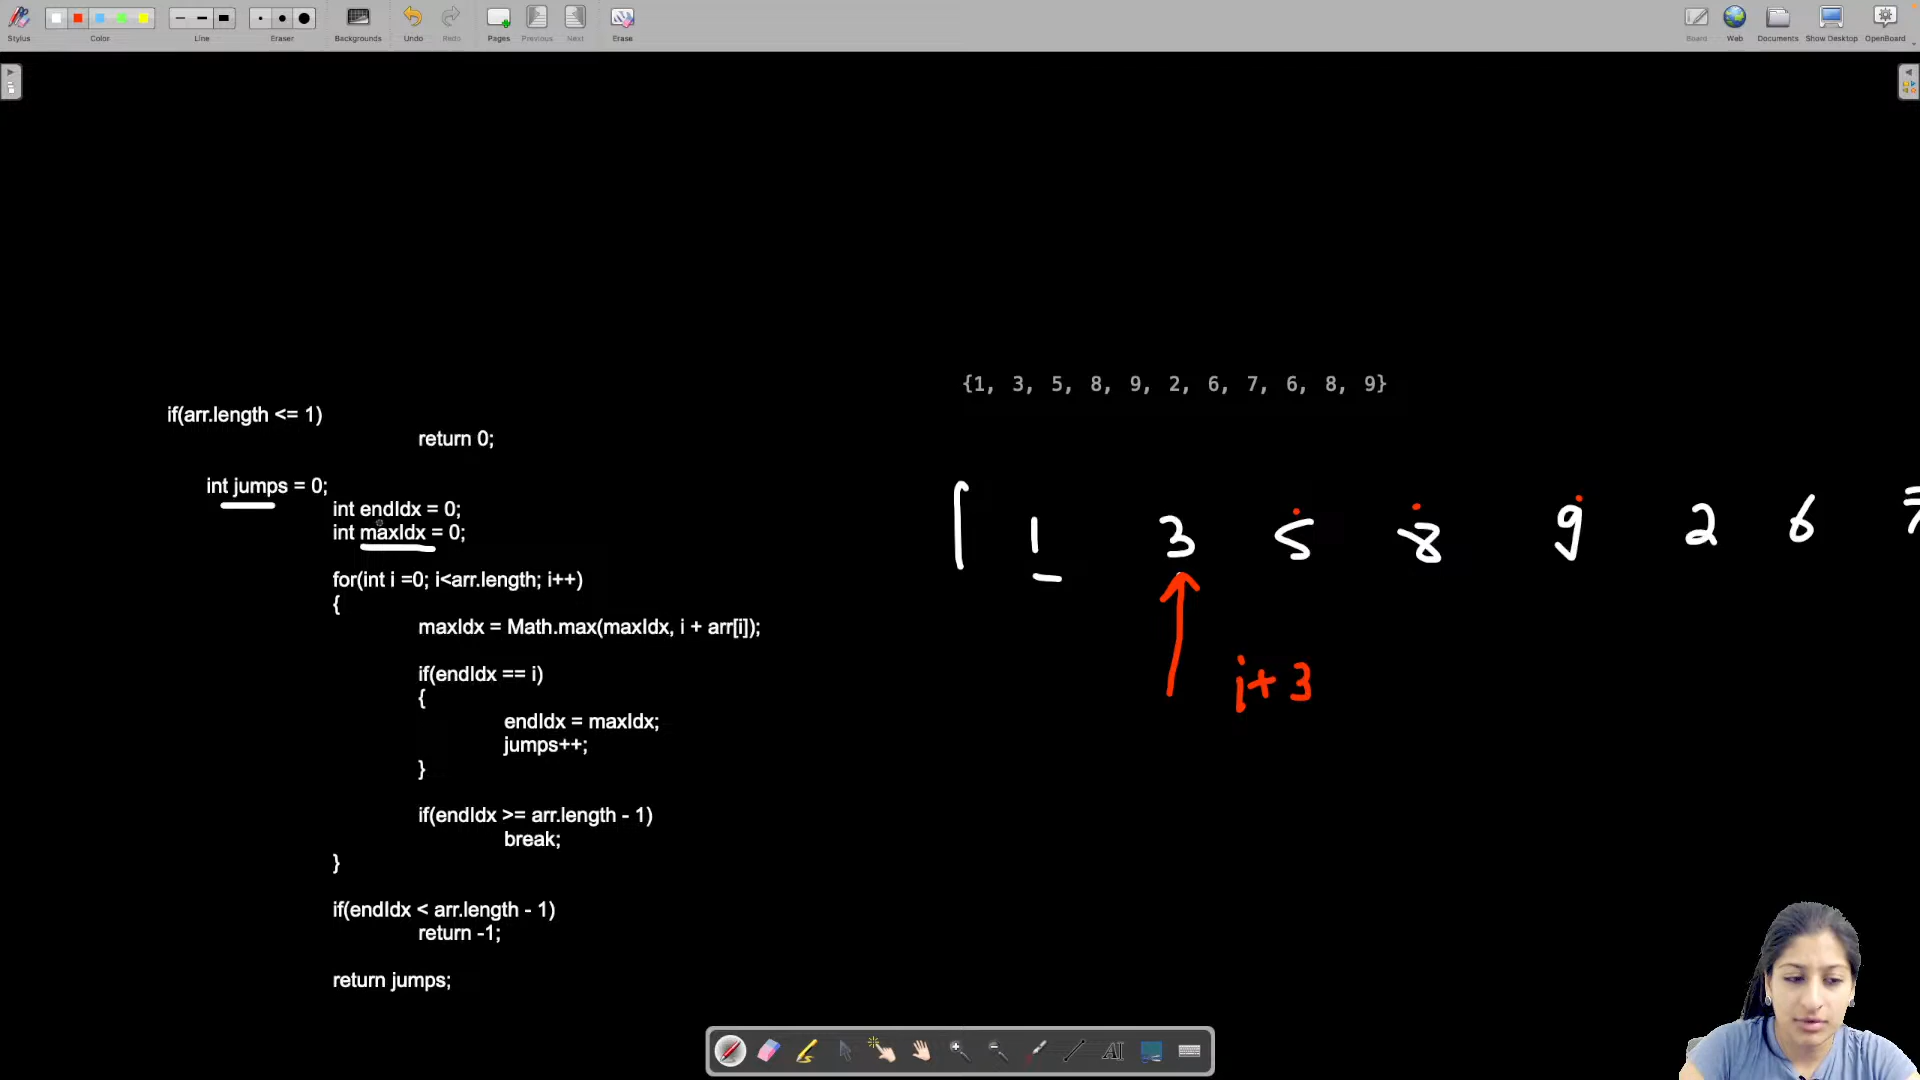 Stylus Color Line Eraser Backgrounds Undo Redo Pages Previous Next Erase Board Web Documents Show Desktop OpenBoard
{1, 3, 5, 8, 9, 2, 6, 7, 6, 8, 9}
if(arr.length <= 1)
return 0;
int jumps = 0;
int endIdx = 0;
int maxIdx = 0;
for(int i =0; i<arr.length; i++)
{
maxIdx = Math.max(maxIdx, i + arr[i]);
if(endIdx == i)
{
endIdx = maxIdx;
jumps++;
}
if(endIdx >= arr.length - 1)
break;
}
if(endIdx < arr.length - 1)
return -1;
return jumps;
[ 1 3 5 8 9 2 6 7
i+3
AI